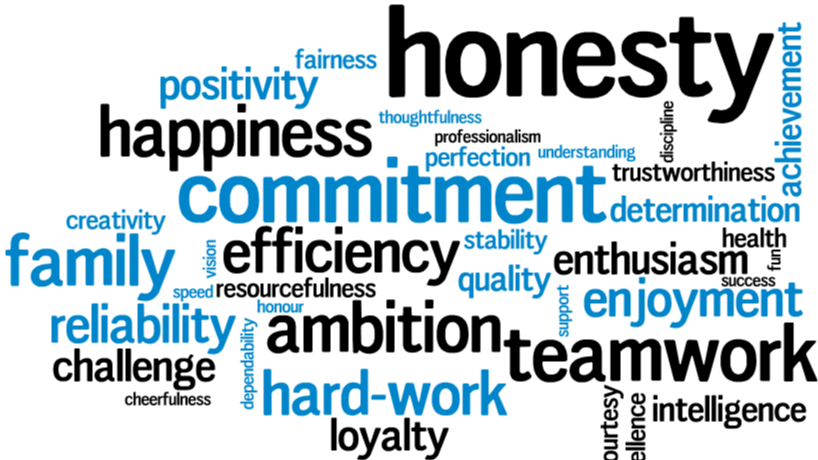 honesty
fairness
achievement
positivity
happiness
thoughtfulness
professionalism
discipline
perfection
understanding
trustworthiness
commitment
determination
creativity
family
vision
efficiency
stability
health
enthusiasm
fun
quality
success
speed
resourcefulness
honour
support
enjoyment
reliability
ambition
dependability
teamwork
challenge
hard-work
cheerfulness
ourtesy
ellence
intelligence
loyalty